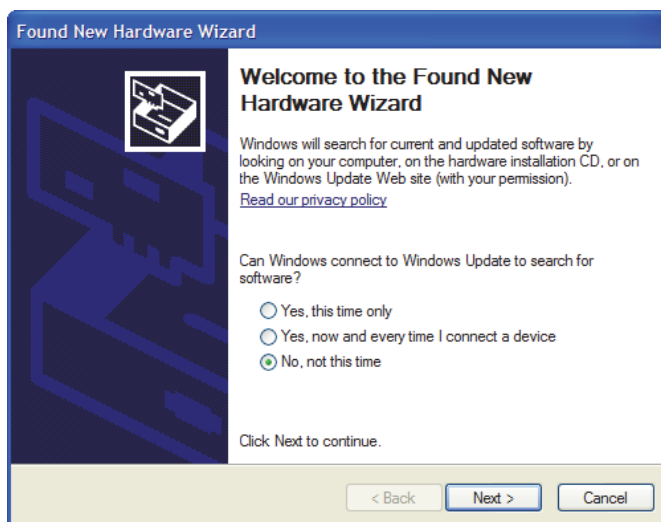 Found New Hardware Wizard
Welcome to the Found New
Hardware Wizard
Windows will search for current and updated software by
looking on your computer, on the hardware installation CD, or on
the Windows Update Web site (with your permission).
Read our privacy policy
Can Windows connect to Windows Update to search for
software?
Yes, this time only
Yes, now and every time I connect a device
No, not this time
Click Next to continue.
< Back Next > Cancel